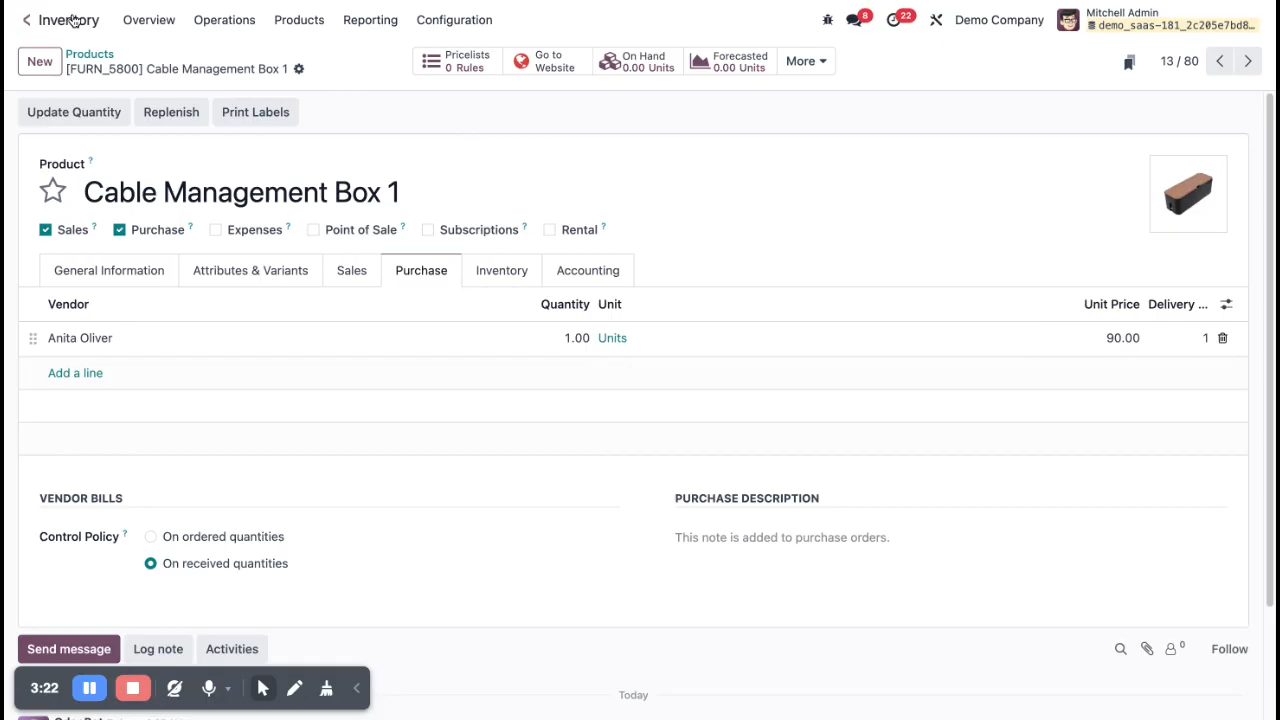 Inventory Overview Operations Products Reporting Configuration 8 22 Demo Company Mitchell Admin
demo_saas-181_2c205e7bd8...
New Products
[FURN_5800] Cable Management Box 1
Pricelists
0 Rules
Go to
Website
On Hand
0.00 Units
Forecasted
0.00 Units
More
13 / 80
Update Quantity Replenish Print Labels
Product ?
Cable Management Box 1
Sales ? Purchase ? Expenses ? Point of Sale ? Subscriptions ? Rental ?
General Information Attributes & Variants Sales Purchase Inventory Accounting
Vendor Quantity Unit Unit Price Delivery ...
Anita Oliver 1.00 Units 90.00 1
Add a line
VENDOR BILLS PURCHASE DESCRIPTION
Control Policy ? On ordered quantities This note is added to purchase orders.
On received quantities
Send message Log note Activities 0 Follow
3:22
Today